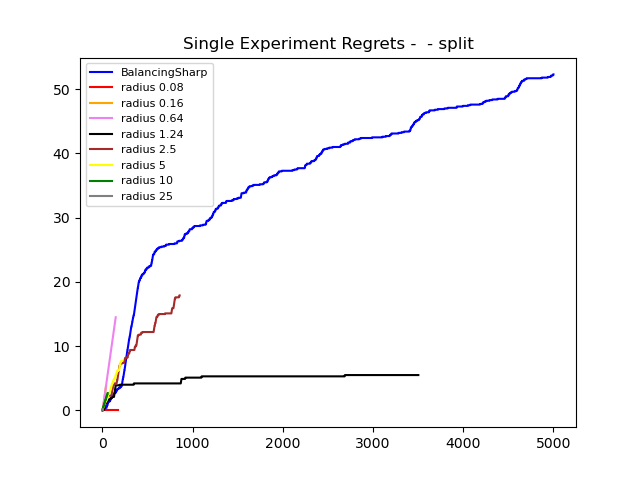 Single Experiment Regrets -  - split
BalancingSharp
radius 0.08
radius 0.16
radius 0.64
radius 1.24
radius 2.5
radius 5
radius 10
radius 25
50
40
30
20
10
0
0 1000 2000 3000 4000 5000